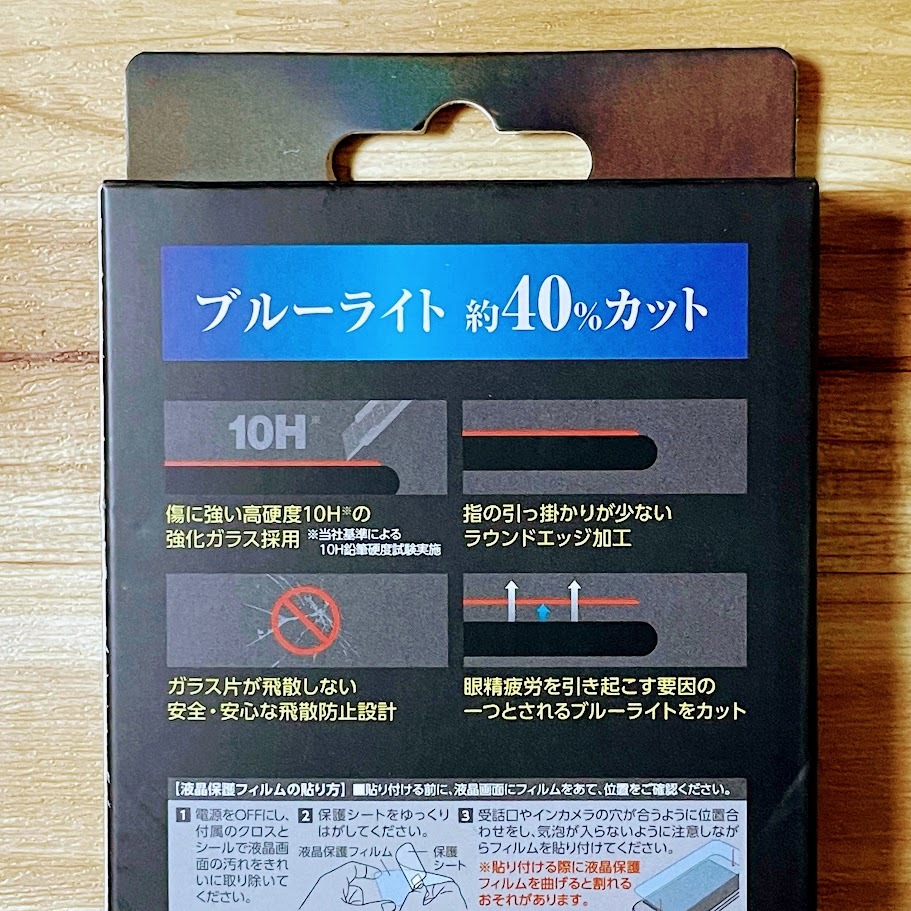 ブルーライト 約40%カット
10H※
傷に強い高硬度10H※の
強化ガラス採用 ※当社基準による
10H鉛筆硬度試験実施
指の引っ掛かりが少ない
ラウンドエッジ加工
ガラス片が飛散しない
安全・安心な飛散防止設計
眼精疲労を引き起こす要因の
一つとされるブルーライトをカット
【液晶保護フィルムの貼り方】 ■貼り付ける前に、液晶画面にフィルムをあて、位置をご確認ください。
1 電源をOFFにし、
付属のクロスと
シールで液晶画
面の汚れをきれ
いに取り除いて
ください。
2 保護シートをゆっくり
はがしてください。
液晶保護フィルム
保護
シート
3 受話口やインカメラの穴が合うように位置合
わせをし、気泡が入らないように注意しなが
らフィルムを貼り付けてください。
※貼り付ける際に液晶保護
フィルムを曲げると割れる
おそれがあります。